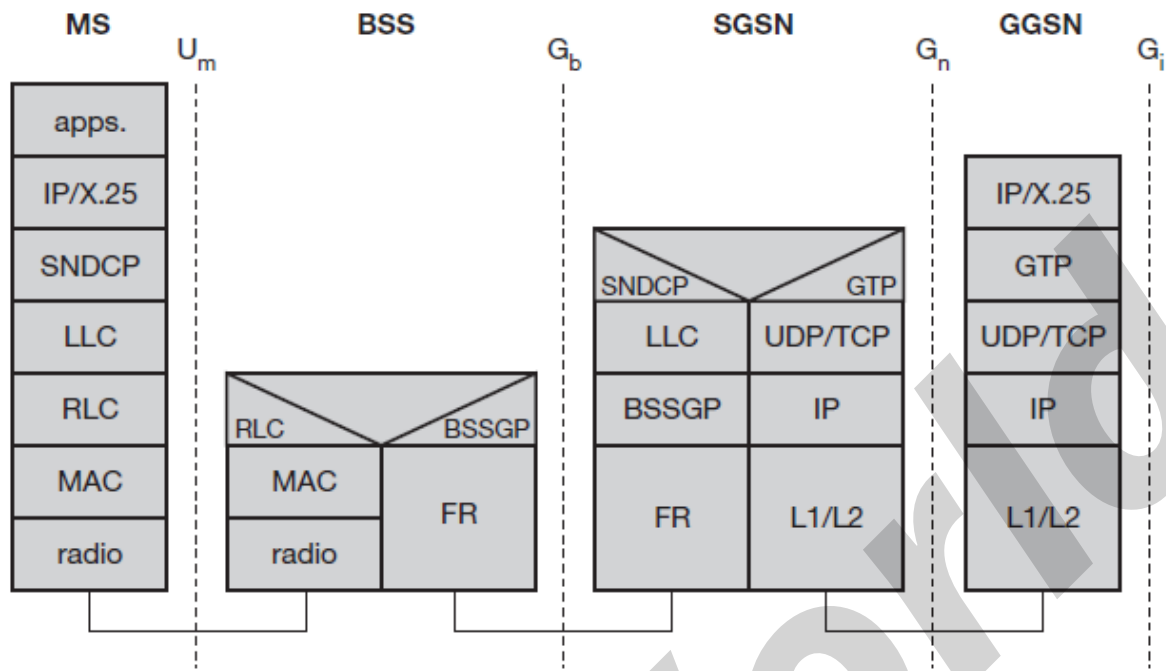 MS BSS SGSN GGSN
Um Gb Gn Gi
apps.
IP/X.25 IP/X.25
SNDCP SNDCP GTP GTP
LLC LLC UDP/TCP UDP/TCP
RLC RLC BSSGP BSSGP IP IP
MAC MAC FR FR L1/L2 L1/L2
radio radio